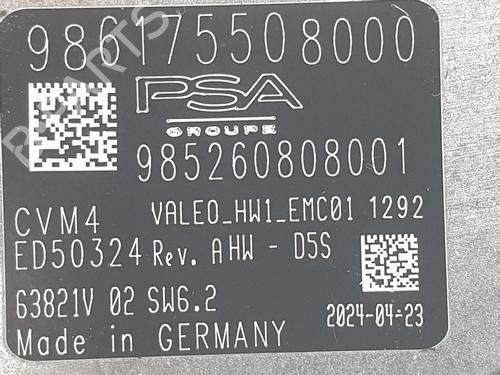 986175508000
PSA
GROUPE
985260808001
CVM4 VALEO_HW1_EMC01 1292
ED50324 Rev. A HW - D5S
63821V 02 SW6.2 2024-04-23
Made in GERMANY